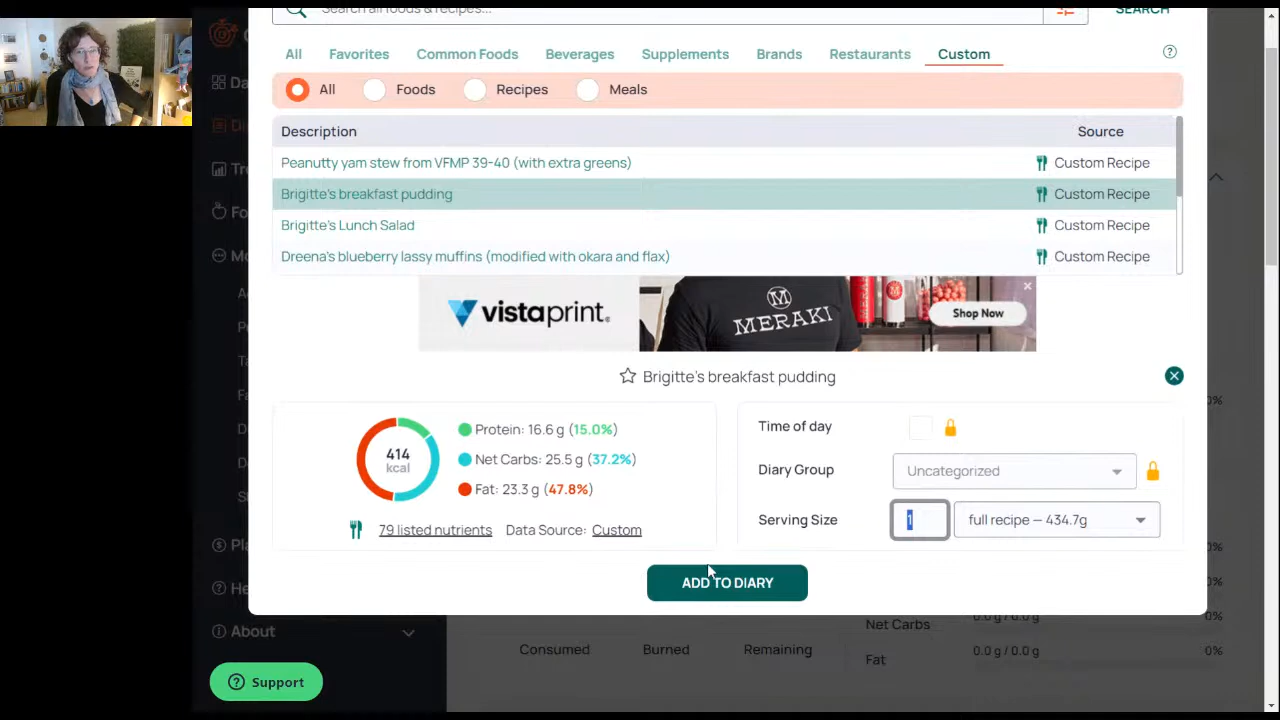 Search all foods & recipes...
SEARCH
All Favorites Common Foods Beverages Supplements Brands Restaurants Custom
All Foods Recipes Meals
Description Source
Peanutty yam stew from VFMP 39-40 (with extra greens) Custom Recipe
Brigitte's breakfast pudding Custom Recipe
Brigitte's Lunch Salad Custom Recipe
Dreena's blueberry lassy muffins (modified with okara and flax) Custom Recipe
vistaprint.
M
MERAKI
Shop Now
Brigitte's breakfast pudding
414
kcal
Protein: 16.6 g (15.0%)
Net Carbs: 25.5 g (37.2%)
Fat: 23.3 g (47.8%)
79 listed nutrients Data Source: Custom
Time of day
Diary Group Uncategorized
Serving Size 1 full recipe — 434.7g
ADD TO DIARY
About
Support
Consumed Burned Remaining
Net Carbs 0.0 g / 0.0 g 0%
Fat 0.0 g / 0.0 g 0%